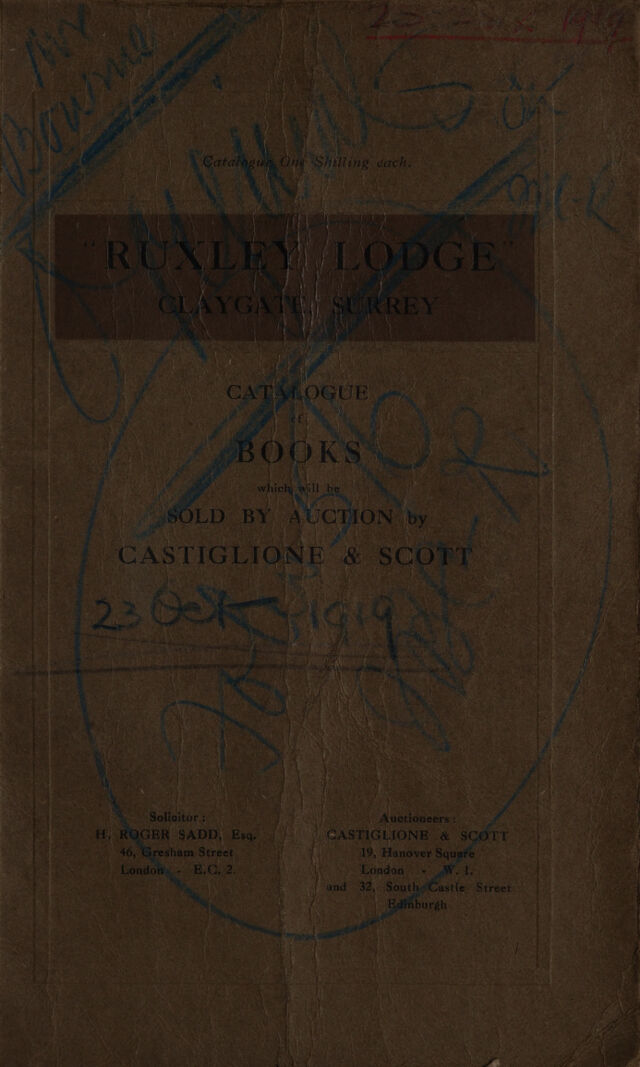 Mr
Bourne
Catalogue One Shilling each.
"RUXLEY LODGE"
CLAYGATE, SURREY
CATALOGUE
of
BOOKS
which will be
SOLD BY AUCTION by
CASTIGLIONE & SCOTT
23 Oct 1919
Solicitor:
H. ROGER SADD, Esq.
46, Gresham Street
London - E.C. 2.
Auctioneers:
CASTIGLIONE & SCOTT
19, Hanover Square
London - W. 1.
and 32, South Castle Street
Edinburgh